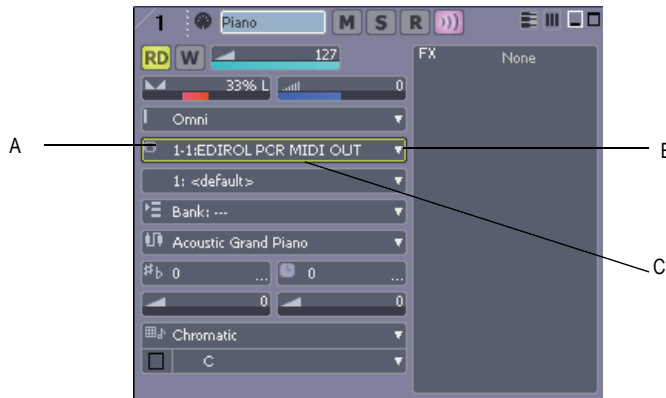 1 Piano M S R
RD W 127 FX None
33% L 0
Omni
A 1-1:EDIROL PCR MIDI OUT
1: <default>
Bank: ---
Acoustic Grand Piano
C
0 ... 0 ...
0 0
Chromatic
C